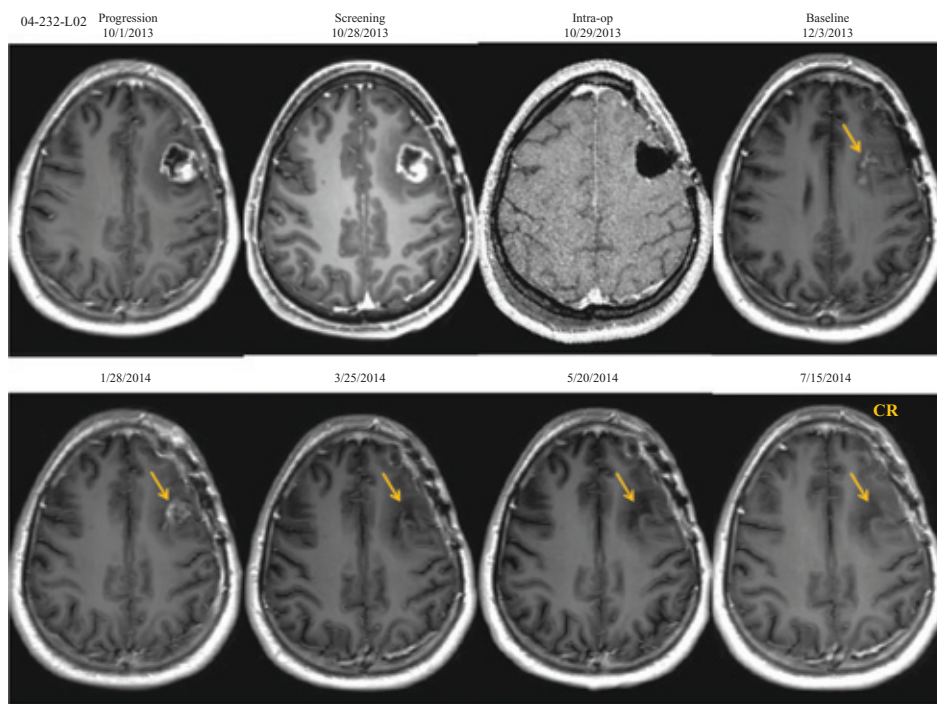 04-232-L02
Progression
10/1/2013
Screening
10/28/2013
Intra-op
10/29/2013
Baseline
12/3/2013
1/28/2014
3/25/2014
5/20/2014
7/15/2014
CR